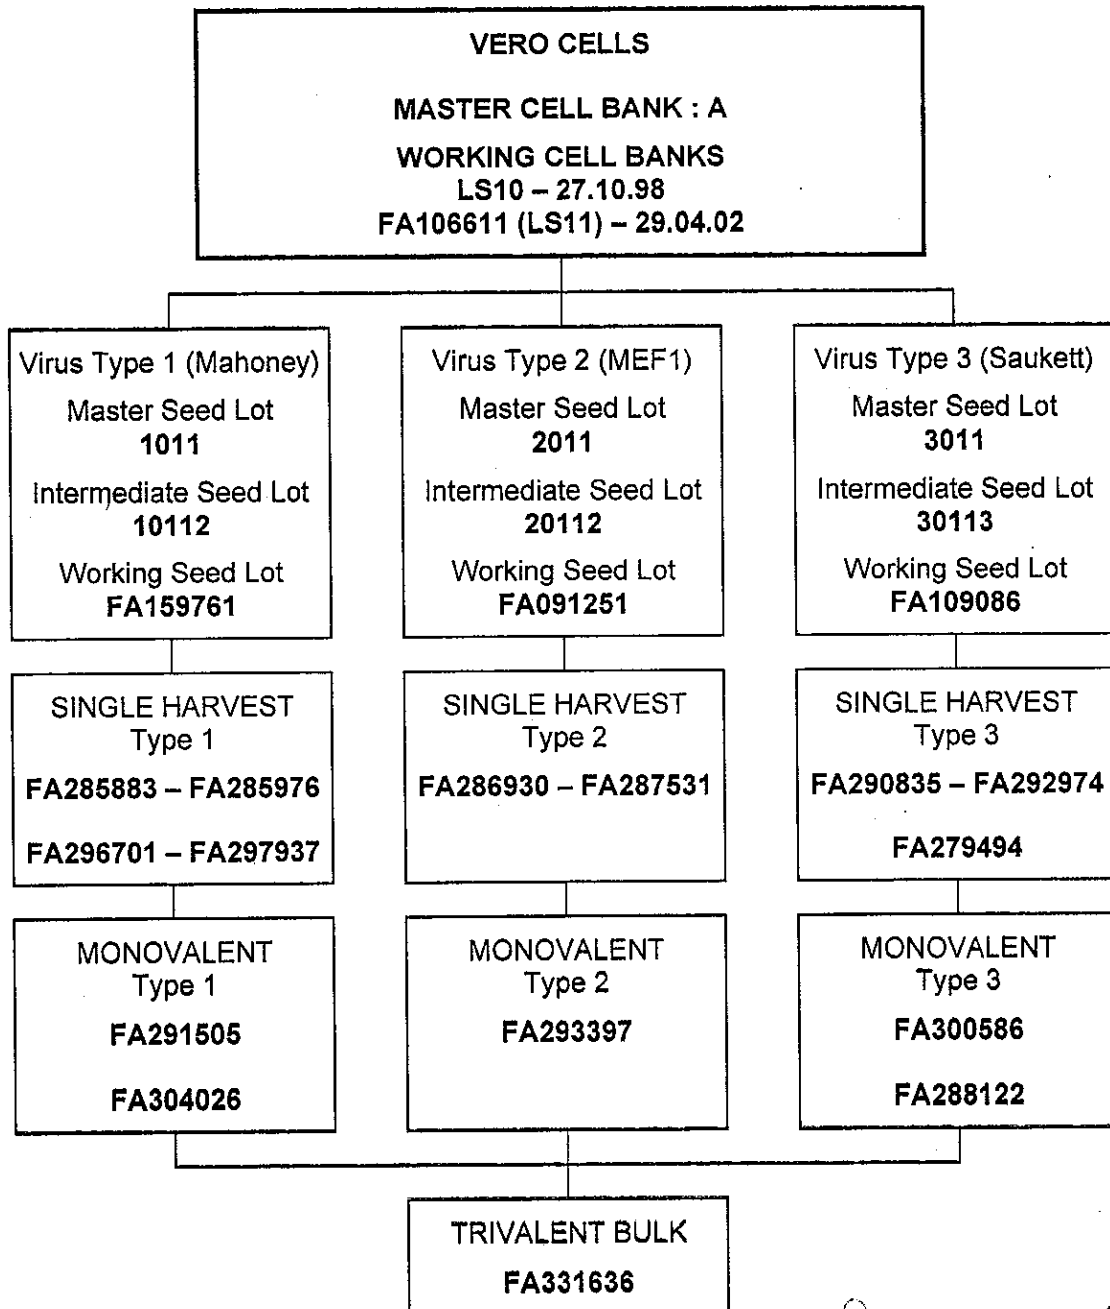 VERO CELLS
MASTER CELL BANK : A
WORKING CELL BANKS
LS10 – 27.10.98
FA106611 (LS11) – 29.04.02
Virus Type 1 (Mahoney)
Master Seed Lot
1011
Intermediate Seed Lot
10112
Working Seed Lot
FA159761
Virus Type 2 (MEF1)
Master Seed Lot
2011
Intermediate Seed Lot
20112
Working Seed Lot
FA091251
Virus Type 3 (Saukett)
Master Seed Lot
3011
Intermediate Seed Lot
30113
Working Seed Lot
FA109086
SINGLE HARVEST
Type 1
FA285883 – FA285976
FA296701 – FA297937
SINGLE HARVEST
Type 2
FA286930 – FA287531
SINGLE HARVEST
Type 3
FA290835 – FA292974
FA279494
MONOVALENT
Type 1
FA291505
FA304026
MONOVALENT
Type 2
FA293397
MONOVALENT
Type 3
FA300586
FA288122
TRIVALENT BULK
FA331636